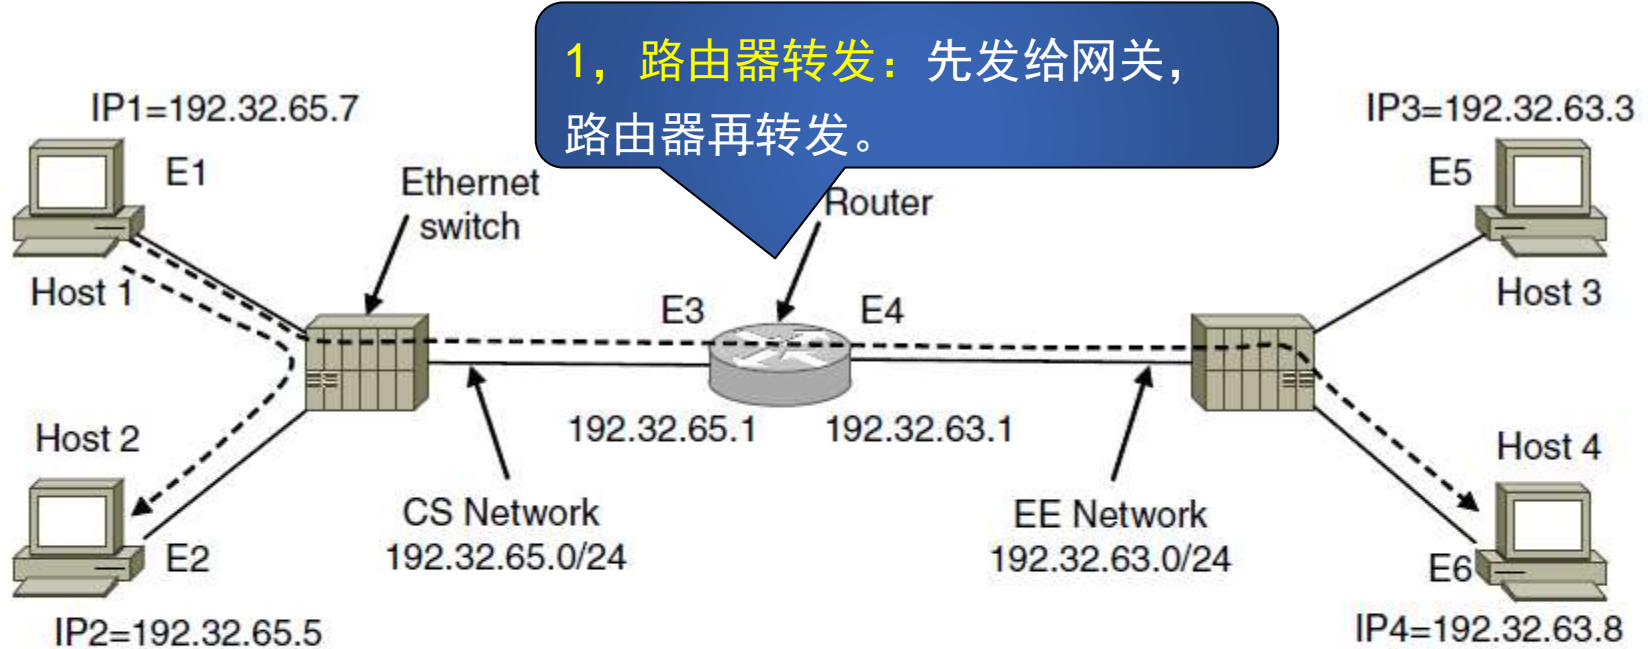 1，路由器转发：先发给网关，
路由器再转发。
IP1=192.32.65.7
IP3=192.32.63.3
E1
Ethernet
switch
Router
E5
Host 1
E3
E4
Host 3
192.32.65.1
192.32.63.1
Host 2
Host 4
CS Network
192.32.65.0/24
EE Network
192.32.63.0/24
E2
E6
IP2=192.32.65.5
IP4=192.32.63.8